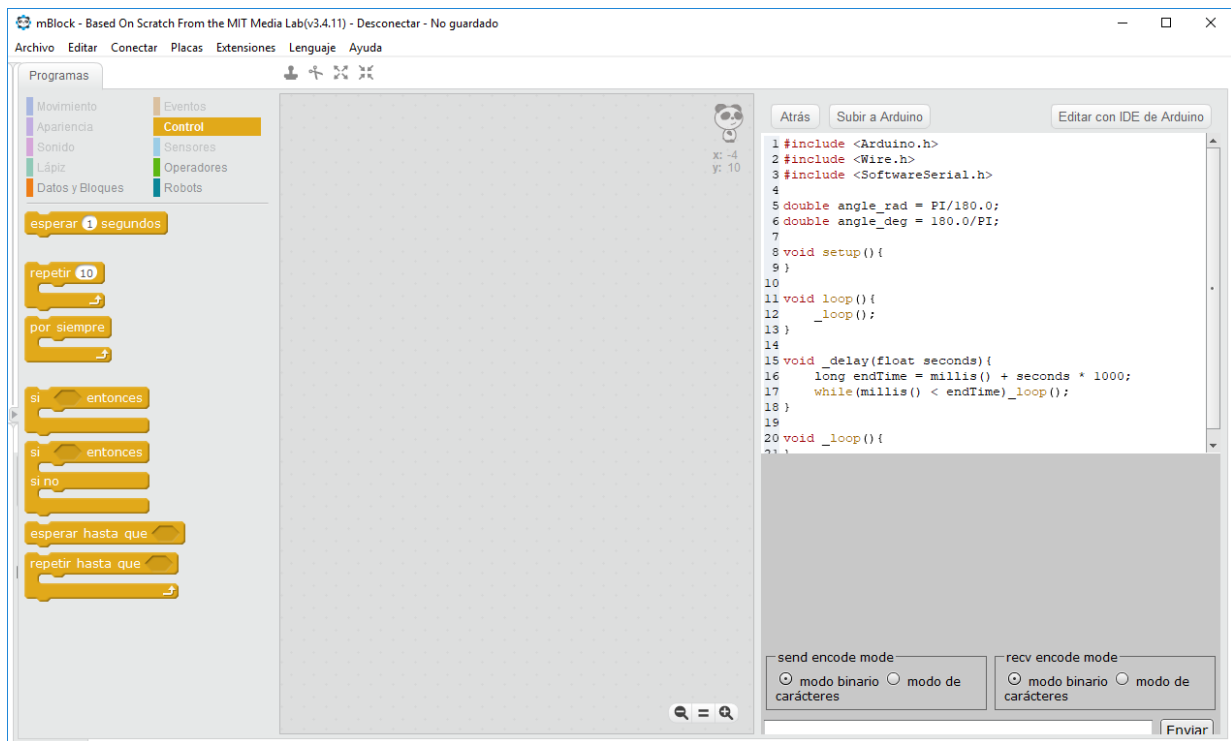 mBlock - Based On Scratch From the MIT Media Lab(v3.4.11) - Desconectar - No guardado
Archivo Editar Conectar Placas Extensiones Lenguaje Ayuda
Programas
Movimiento Eventos
Apariencia Control
Sonido Sensores
Lápiz Operadores
Datos y Bloques Robots
esperar 1 segundos
repetir 10
por siempre
si entonces
si entonces
si no
esperar hasta que
repetir hasta que
x: -4
y: 10
Atrás Subir a Arduino Editar con IDE de Arduino
1 #include <Arduino.h>
2 #include <Wire.h>
3 #include <SoftwareSerial.h>
4
5 double angle_rad = PI/180.0;
6 double angle_deg = 180.0/PI;
7
8 void setup(){
9 }
10
11 void loop(){
12 _loop();
13 }
14
15 void _delay(float seconds){
16 long endTime = millis() + seconds * 1000;
17 while(millis() < endTime)_loop();
18 }
19
20 void _loop(){
21 }
send encode mode
modo binario modo de
carácteres
recv encode mode
modo binario modo de
carácteres
Enviar